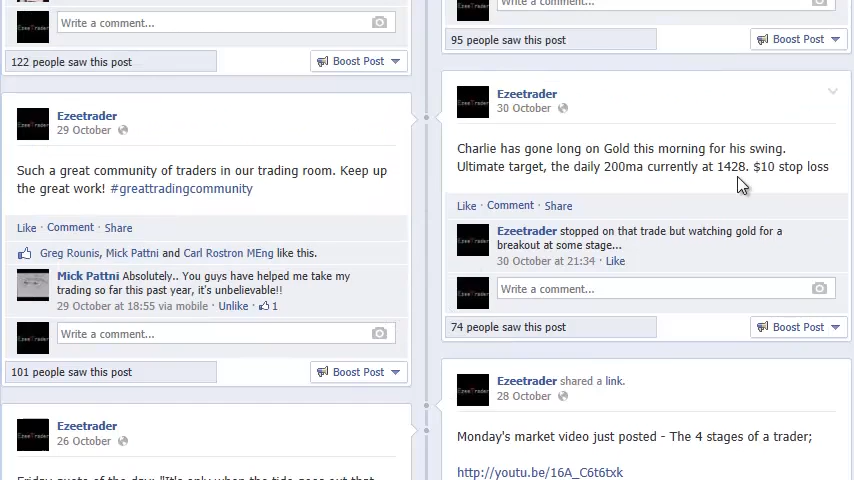 Write a comment...
122 people saw this post
Boost Post
Ezeetrader
29 October
Such a great community of traders in our trading room. Keep up
the great work! #greattradingcommunity
Like · Comment · Share
Greg Rounis, Mick Pattni and Carl Rostron MEng like this.
Mick Pattni Absolutely.. You guys have helped me take my
trading so far this past year, it's unbelievable!!
29 October at 18:55 via mobile · Unlike · 1
Write a comment...
101 people saw this post
Boost Post
Ezeetrader
26 October
Friday quote of the day: "It's only when the tide goes out that
Write a comment...
95 people saw this post
Boost Post
Ezeetrader
30 October
Charlie has gone long on Gold this morning for his swing.
Ultimate target, the daily 200ma currently at 1428. $10 stop loss
Like · Comment · Share
Ezeetrader stopped on that trade but watching gold for a
breakout at some stage...
30 October at 21:34 · Like
Write a comment...
74 people saw this post
Boost Post
Ezeetrader shared a link.
28 October
Monday's market video just posted - The 4 stages of a trader;
http://youtu.be/16A_C6t6txk